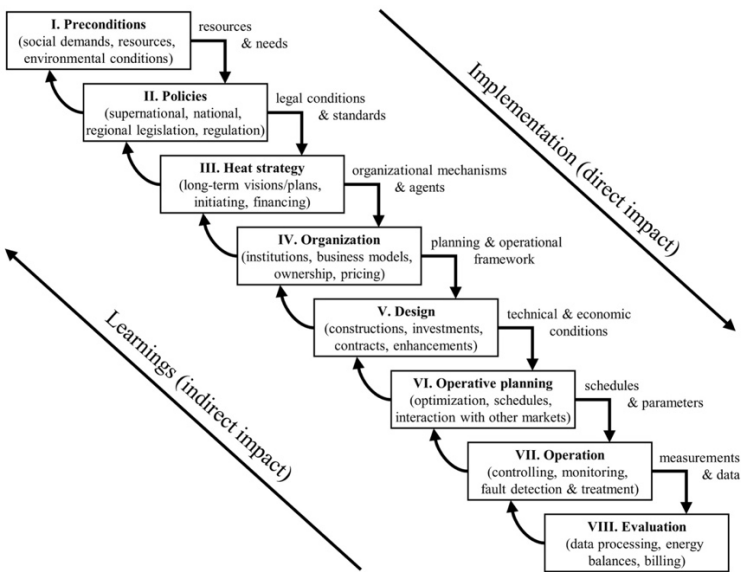 I. Preconditions
(social demands, resources,
environmental conditions)
resources
& needs
II. Policies
(supernational, national,
regional legislation, regulation)
legal conditions
& standards
III. Heat strategy
(long-term visions/plans,
initiating, financing)
organizational mechanisms
& agents
IV. Organization
(institutions, business models,
ownership, pricing)
planning & operational
framework
V. Design
(constructions, investments,
contracts, enhancements)
technical & economic
conditions
VI. Operative planning
(optimization, schedules,
interaction with other markets)
schedules
& parameters
VII. Operation
(controlling, monitoring,
fault detection & treatment)
measurements
& data
VIII. Evaluation
(data processing, energy
balances, billing)
Implementation (direct impact)
Learnings (indirect impact)